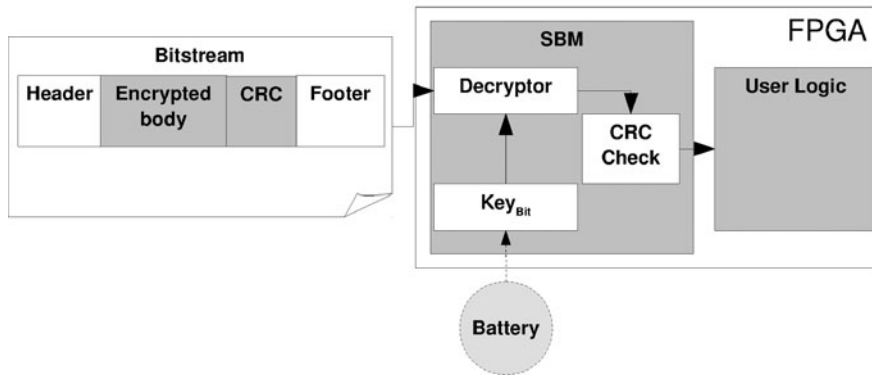 Bitstream
Header
Encrypted
body
CRC
Footer
FPGA
SBM
Decryptor
CRC
Check
KeyBit
User Logic
Battery